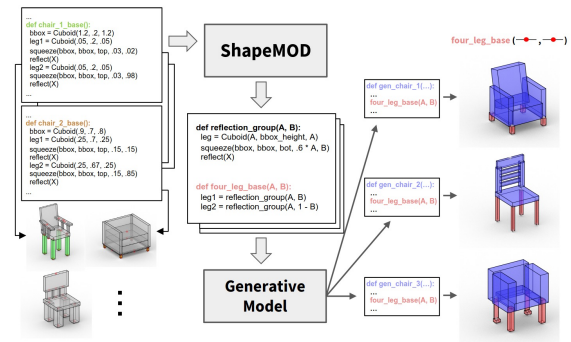 ...
def chair_1_base():
bbox = Cuboid(1.2, .2, 1.2)
leg1 = Cuboid(.05, .2, .05)
squeeze(bbox, bbox, top, .03, .02)
reflect(X)
leg2 = Cuboid(.05, .2, .05)
squeeze(bbox, bbox, top, .03, .98)
reflect(X)
...
...
def chair_2_base():
bbox = Cuboid(.9, .7, .8)
leg1 = Cuboid(.25, .7, .25)
squeeze(bbox, bbox, top, .15, .15)
reflect(X)
leg2 = Cuboid(.25, .67, .25)
squeeze(bbox, bbox, top, .15, .85)
reflect(X)
...
ShapeMOD
def reflection_group(A, B):
leg = Cuboid(A, bbox_height, A)
squeeze(bbox, bbox, bot, .6 * A, B)
reflect(X)
def four_leg_base(A, B):
leg1 = reflection_group(A, B)
leg2 = reflection_group(A, 1 - B)
Generative
Model
four_leg_base ( , )
def gen_chair_1(...):
...
four_leg_base(A, B)
...
def gen_chair_2(...):
...
four_leg_base(A, B)
...
def gen_chair_3(...):
...
four_leg_base(A, B)
...